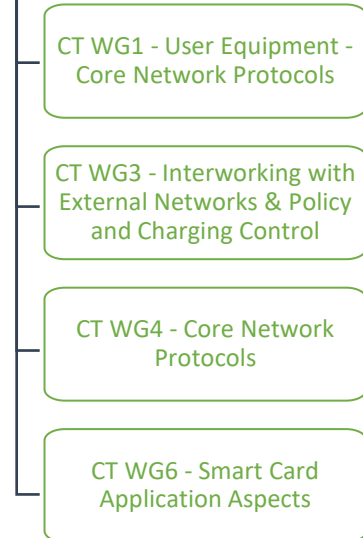 CT WG1 - User Equipment -
Core Network Protocols
CT WG3 - Interworking with
External Networks & Policy
and Charging Control
CT WG4 - Core Network
Protocols
CT WG6 - Smart Card
Application Aspects